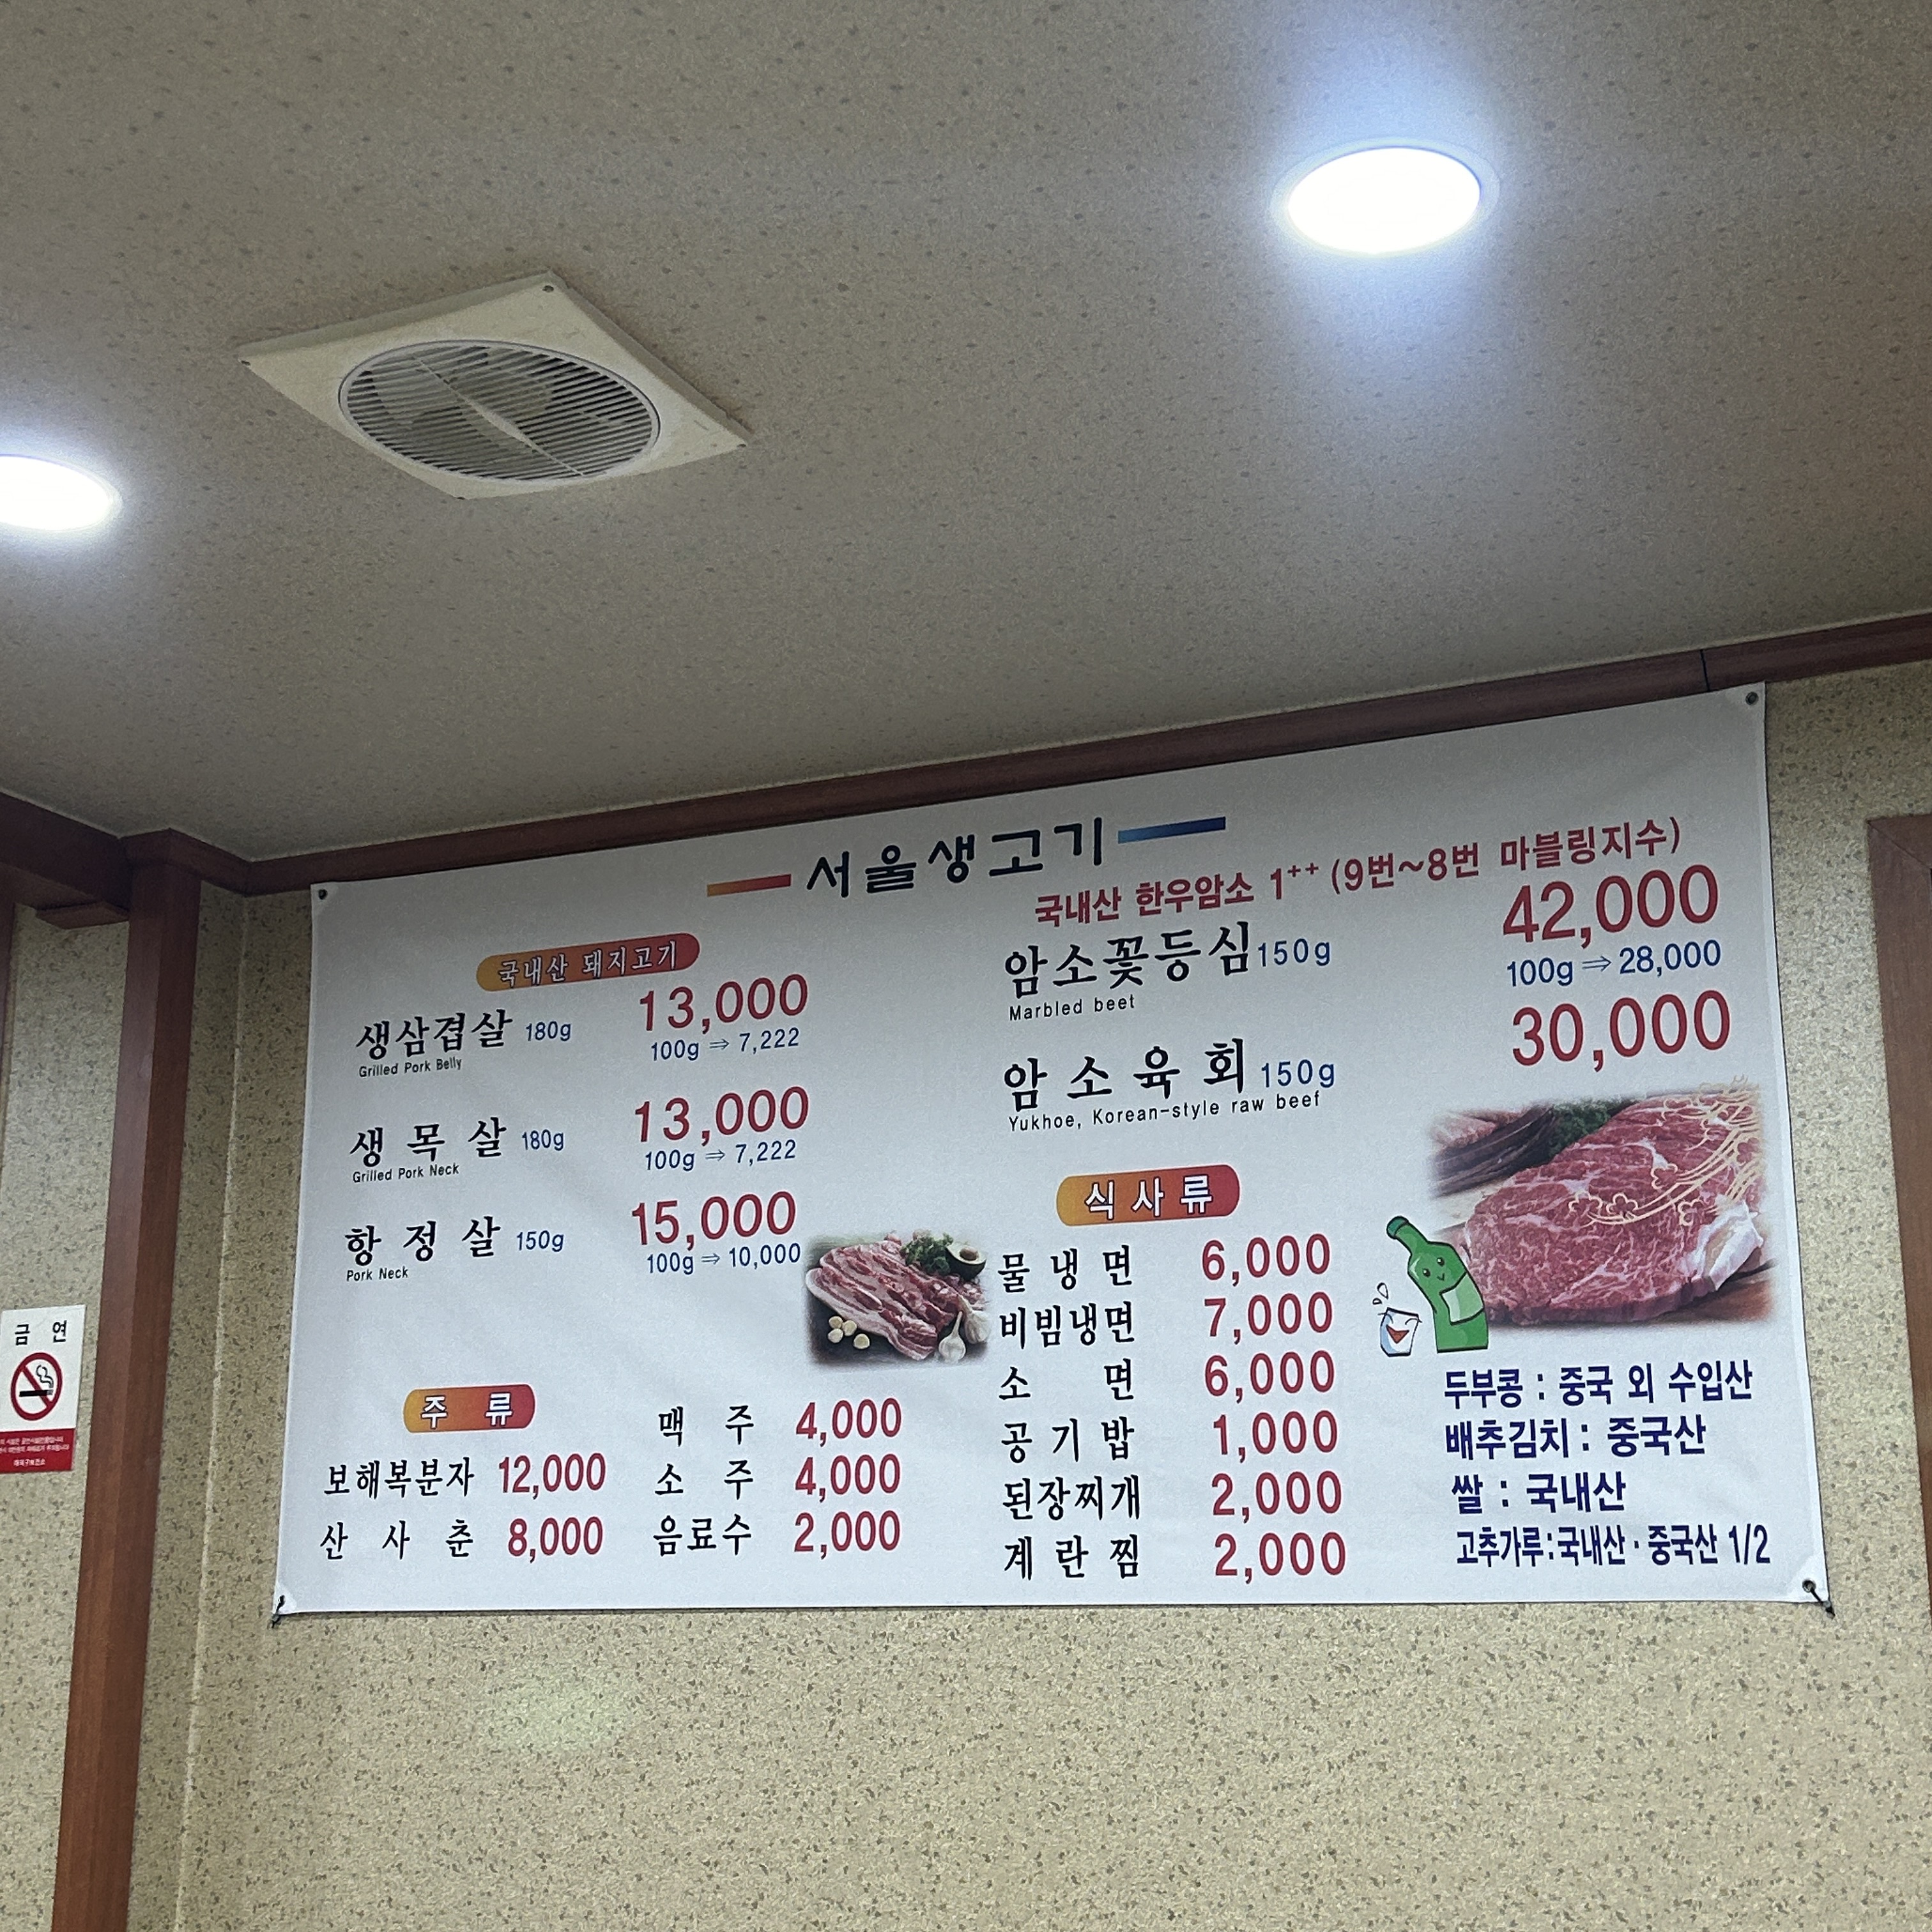 서울생고기
국내산 돼지고기
생삼겹살 180g 13,000
Grilled Pork Belly
100g ⇒ 7,222
생 목 살 180g 13,000
Grilled Pork Neck
100g ⇒ 7,222
항 정 살 150g 15,000
Pork Neck
100g ⇒ 10,000
주 류
보해복분자 12,000
산 사 춘 8,000
맥 주 4,000
소 주 4,000
음료수 2,000
국내산 한우암소 1++ (9번~8번 마블링지수)
암소꽃등심 150g 42,000
Marbled beet
100g ⇒ 28,000
암 소 육 회 150g 30,000
Yukhoe, Korean-style raw beef
식 사 류
물 냉 면 6,000
비빔냉면 7,000
소 면 6,000
공 기 밥 1,000
된장찌개 2,000
계 란 찜 2,000
두부콩 : 중국 외 수입산
배추김치 : 중국산
쌀 : 국내산
고추가루:국내산·중국산 1/2
금 연